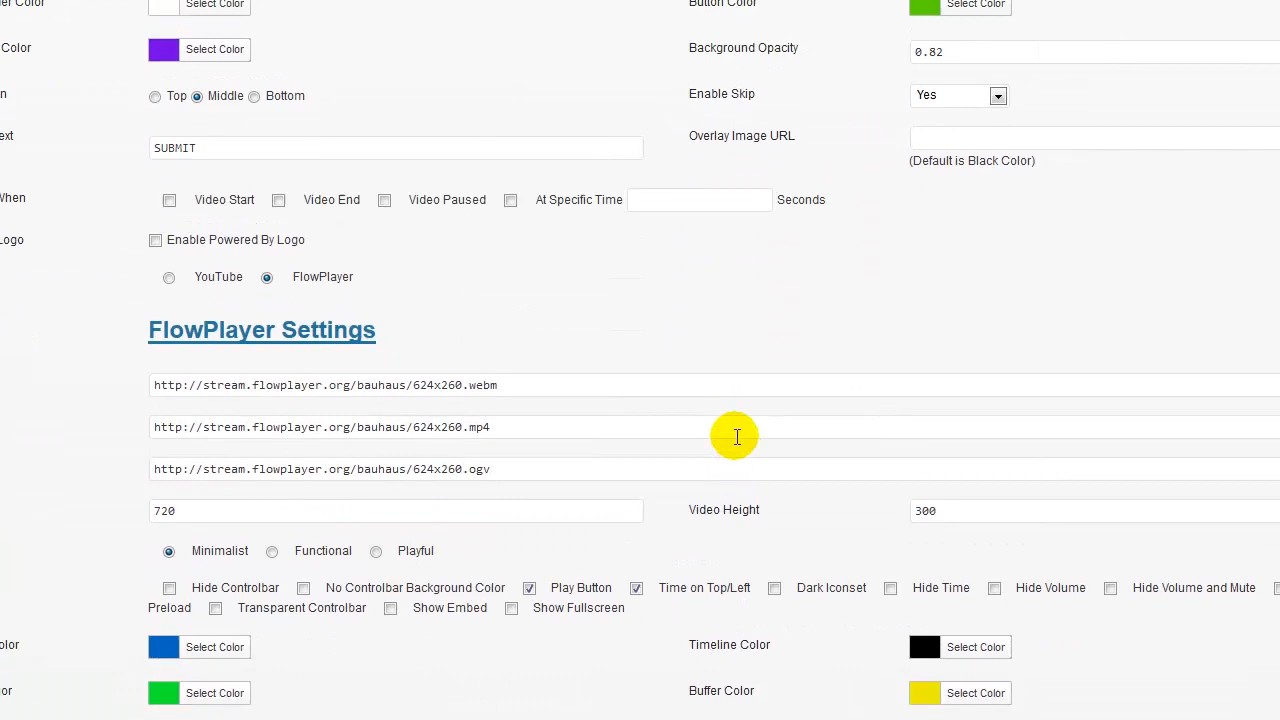 er Color Select Color Button Color Select Color
Color Select Color Background Opacity 0.82
n Top Middle Bottom Enable Skip Yes
ext SUBMIT Overlay Image URL
(Default is Black Color)
When Video Start Video End Video Paused At Specific Time Seconds
Logo Enable Powered By Logo
YouTube FlowPlayer
FlowPlayer Settings
http://stream.flowplayer.org/bauhaus/624x260.webm
http://stream.flowplayer.org/bauhaus/624x260.mp4
http://stream.flowplayer.org/bauhaus/624x260.ogv
720 Video Height 300
Minimalist Functional Playful
Hide Controlbar No Controlbar Background Color Play Button Time on Top/Left Dark Iconset Hide Time Hide Volume Hide Volume and Mute
Preload Transparent Controlbar Show Embed Show Fullscreen
olor Select Color Timeline Color Select Color
or Select Color Buffer Color Select Color